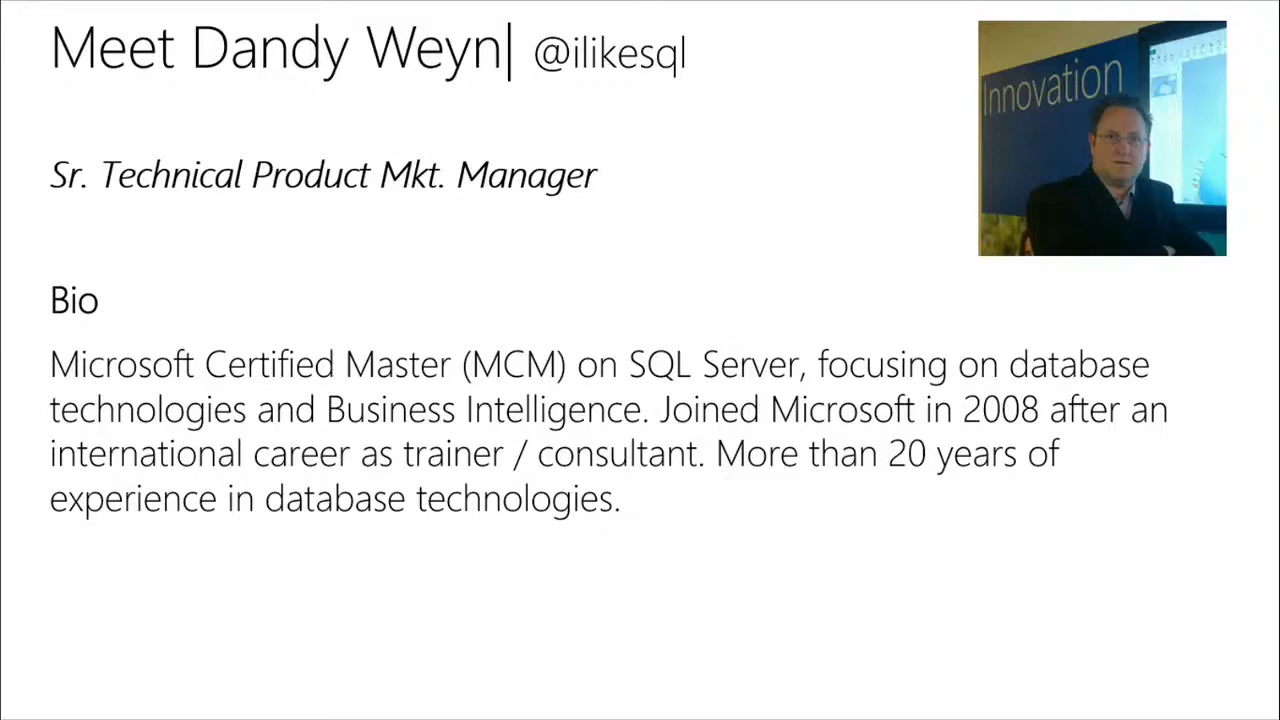 Meet Dandy Weyn| @ilikesql
Innovation
Sr. Technical Product Mkt. Manager
Bio
Microsoft Certified Master (MCM) on SQL Server, focusing on database
technologies and Business Intelligence. Joined Microsoft in 2008 after an
international career as trainer / consultant. More than 20 years of
experience in database technologies.